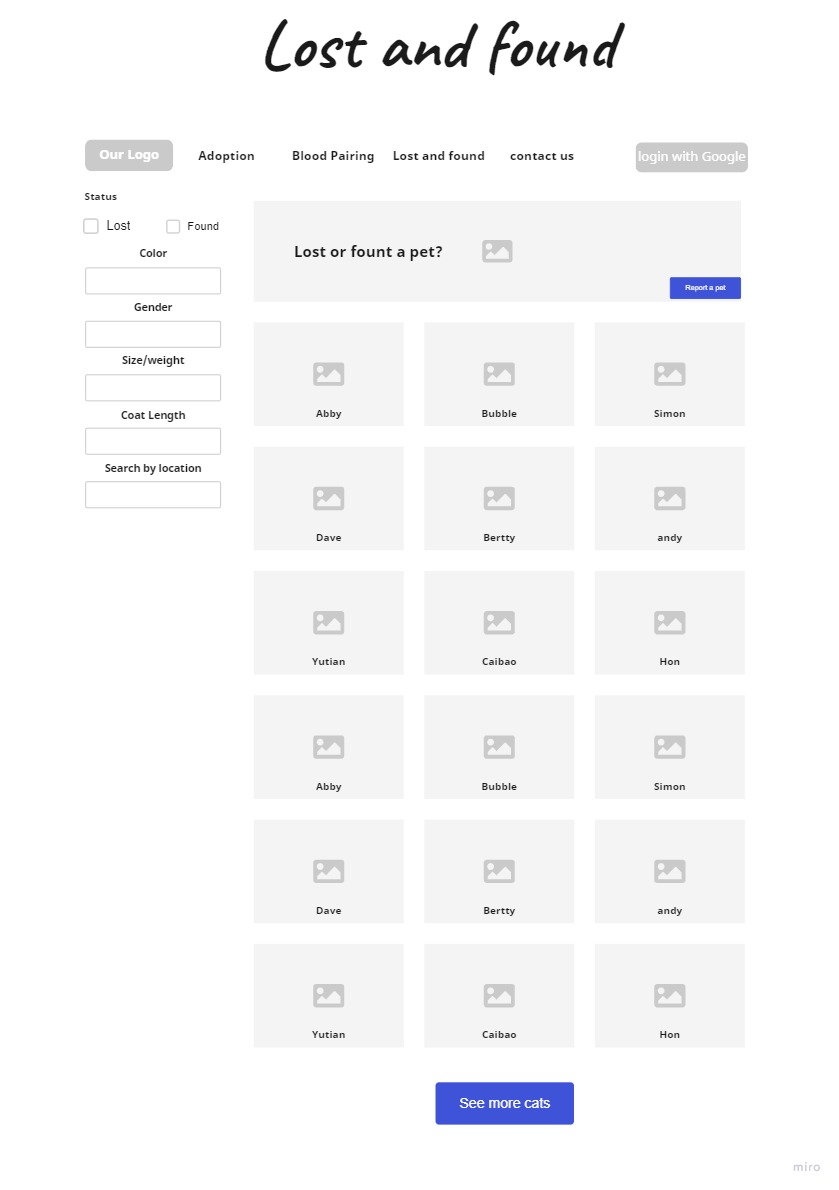 Lost and found
Our Logo Adoption Blood Pairing Lost and found contact us login with Google
Status
Lost Found
Color
Gender
Size/weight
Coat Length
Search by location
Lost or fount a pet?
Report a pet
Abby Bubble Simon
Dave Bertty andy
Yutian Caibao Hon
Abby Bubble Simon
Dave Bertty andy
Yutian Caibao Hon
See more cats
miro